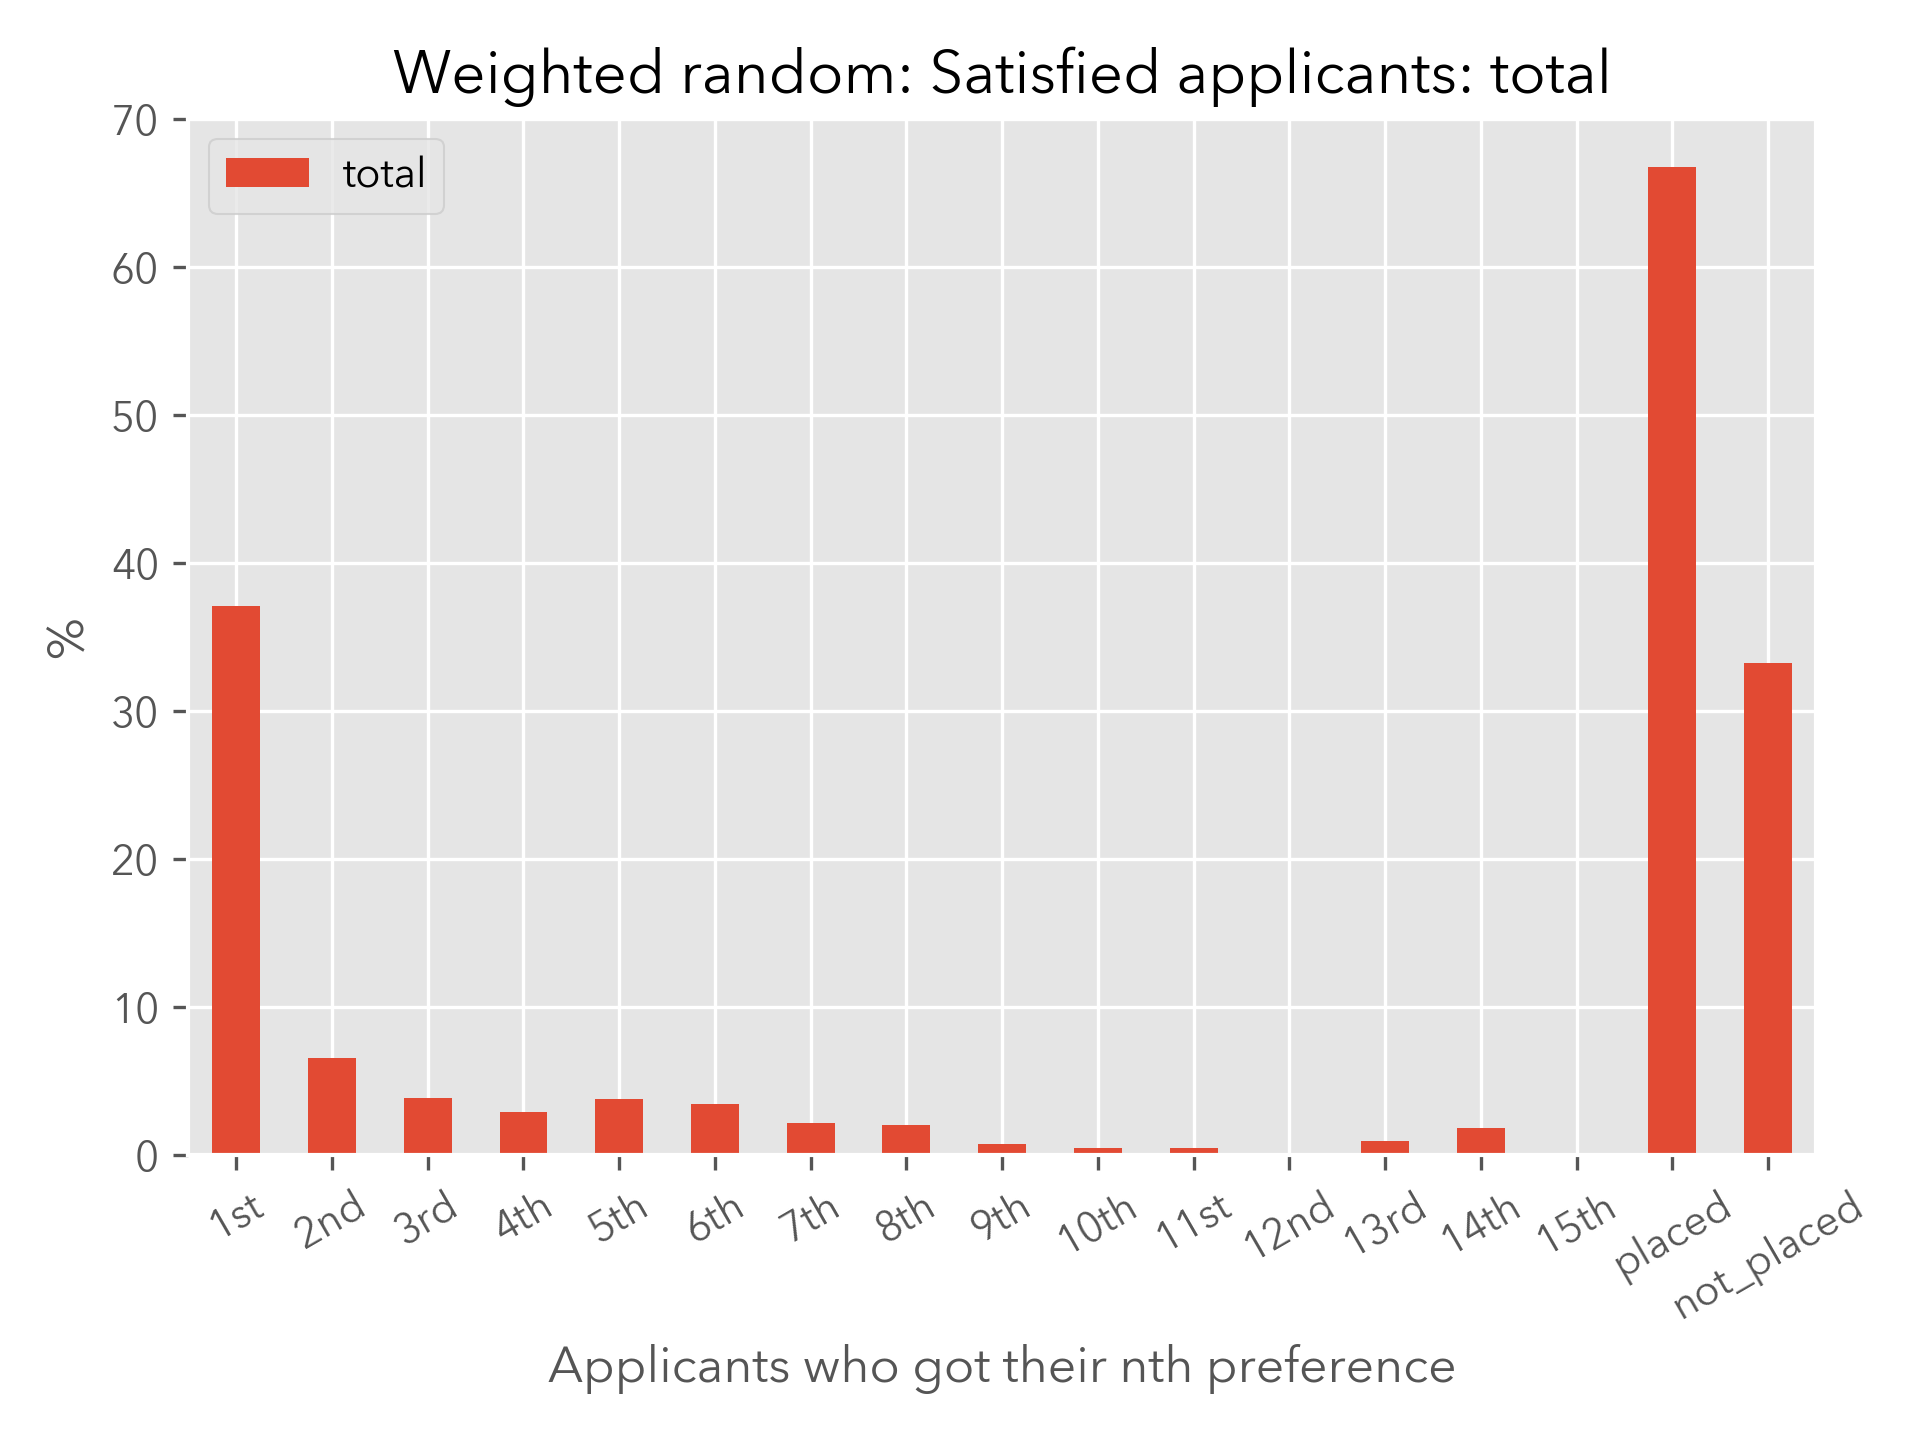 Weighted random: Satisfied applicants: total
total
70
60
50
40
30
20
10
0
%
1st 2nd 3rd 4th 5th 6th 7th 8th 9th 10th 11st 12nd 13rd 14th 15th placed not_placed
Applicants who got their nth preference